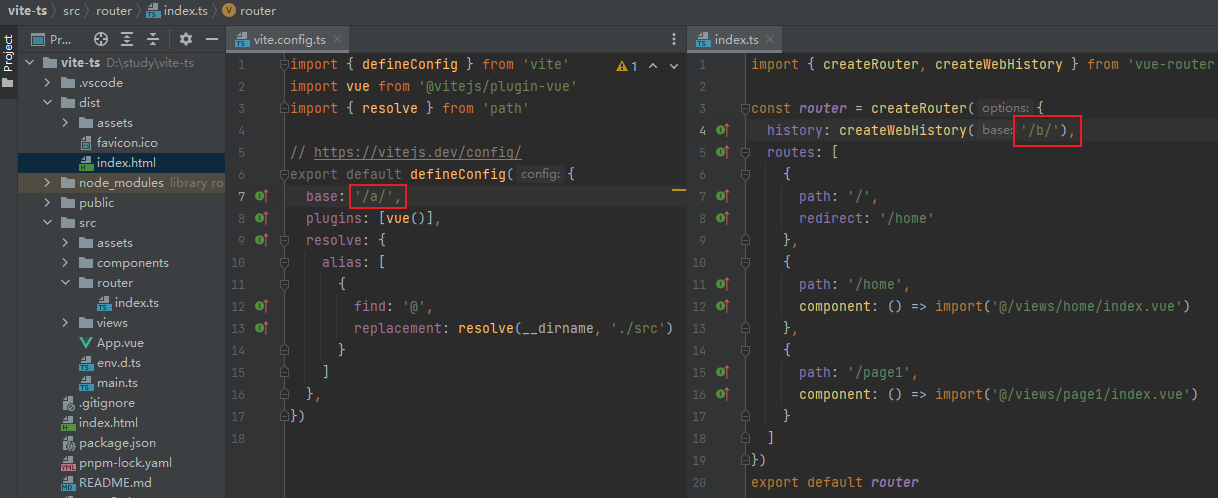 vite-ts > src > router > index.ts > router
Project
Pr...
vite-ts D:\study\vite-ts
.vscode
dist
assets
favicon.ico
index.html
node_modules library ro
public
src
assets
components
router
index.ts
views
App.vue
env.d.ts
main.ts
.gitignore
index.html
package.json
pnpm-lock.yaml
README.md
vite.config.ts
1 import { defineConfig } from 'vite'
2 import vue from '@vitejs/plugin-vue'
3 import { resolve } from 'path'
4
5 // https://vitejs.dev/config/
6 export default defineConfig( config: {
7 base: '/a/',
8 plugins: [vue()],
9 resolve: {
10 alias: [
11 {
12 find: '@',
13 replacement: resolve(__dirname, './src')
14 }
15 ]
16 },
17 })
18
1
index.ts
1 import { createRouter, createWebHistory } from 'vue-router
2
3 const router = createRouter( options: {
4 history: createWebHistory( base: '/b/'),
5 routes: [
6 {
7 path: '/',
8 redirect: '/home'
9 },
10 {
11 path: '/home',
12 component: () => import('@/views/home/index.vue')
13 },
14 {
15 path: '/page1',
16 component: () => import('@/views/page1/index.vue')
17 }
18 ]
19 })
20 export default router